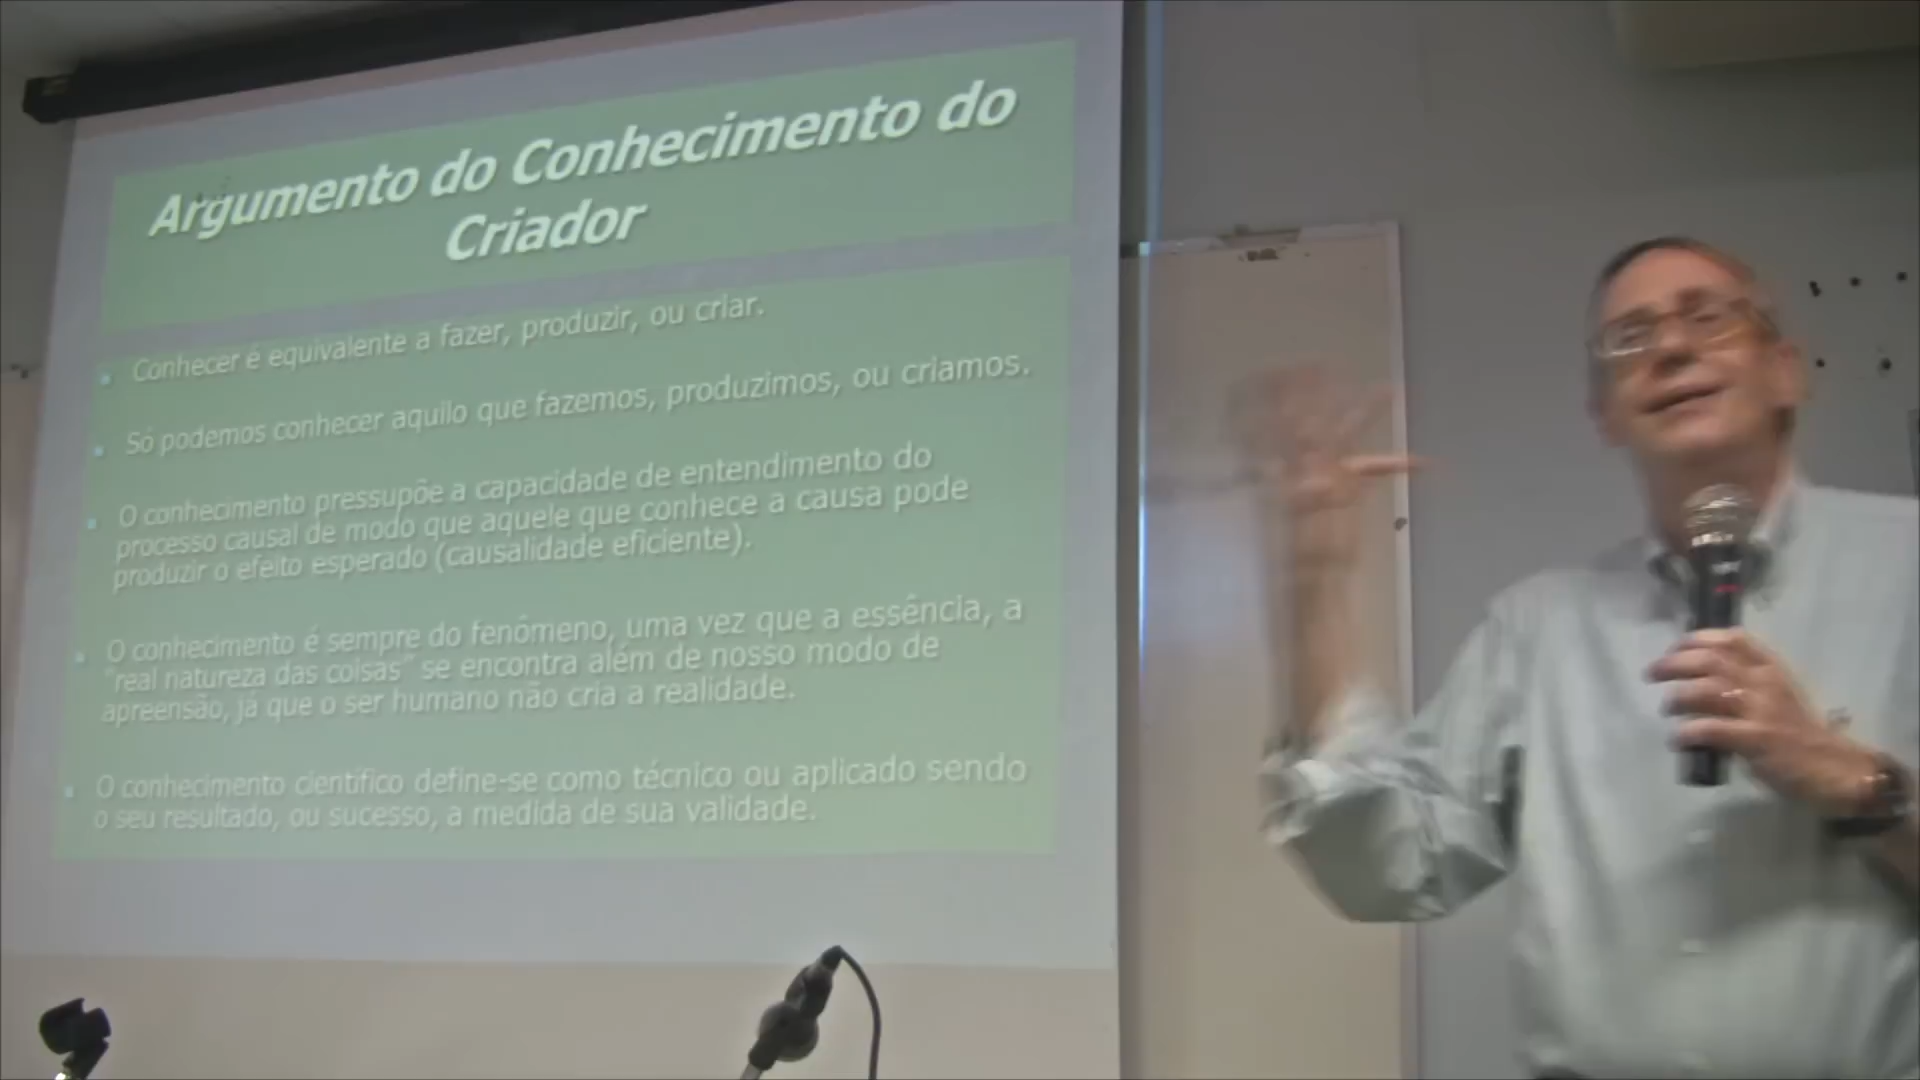 Argumento do Conhecimento do
Criador
Conhecer é equivalente a fazer, produzir, ou criar.
Só podemos conhecer aquilo que fazemos, produzimos, ou criamos.
O conhecimento pressupõe a capacidade de entendimento do
processo causal de modo que aquele que conhece a causa pode
produzir o efeito esperado (causalidade eficiente).
O conhecimento é sempre do fenômeno, uma vez que a essência, a
"real natureza das coisas" se encontra além de nosso modo de
apreensão, já que o ser humano não cria a realidade.
O conhecimento científico define-se como técnico ou aplicado sendo
o seu resultado, ou sucesso, a medida de sua validade.